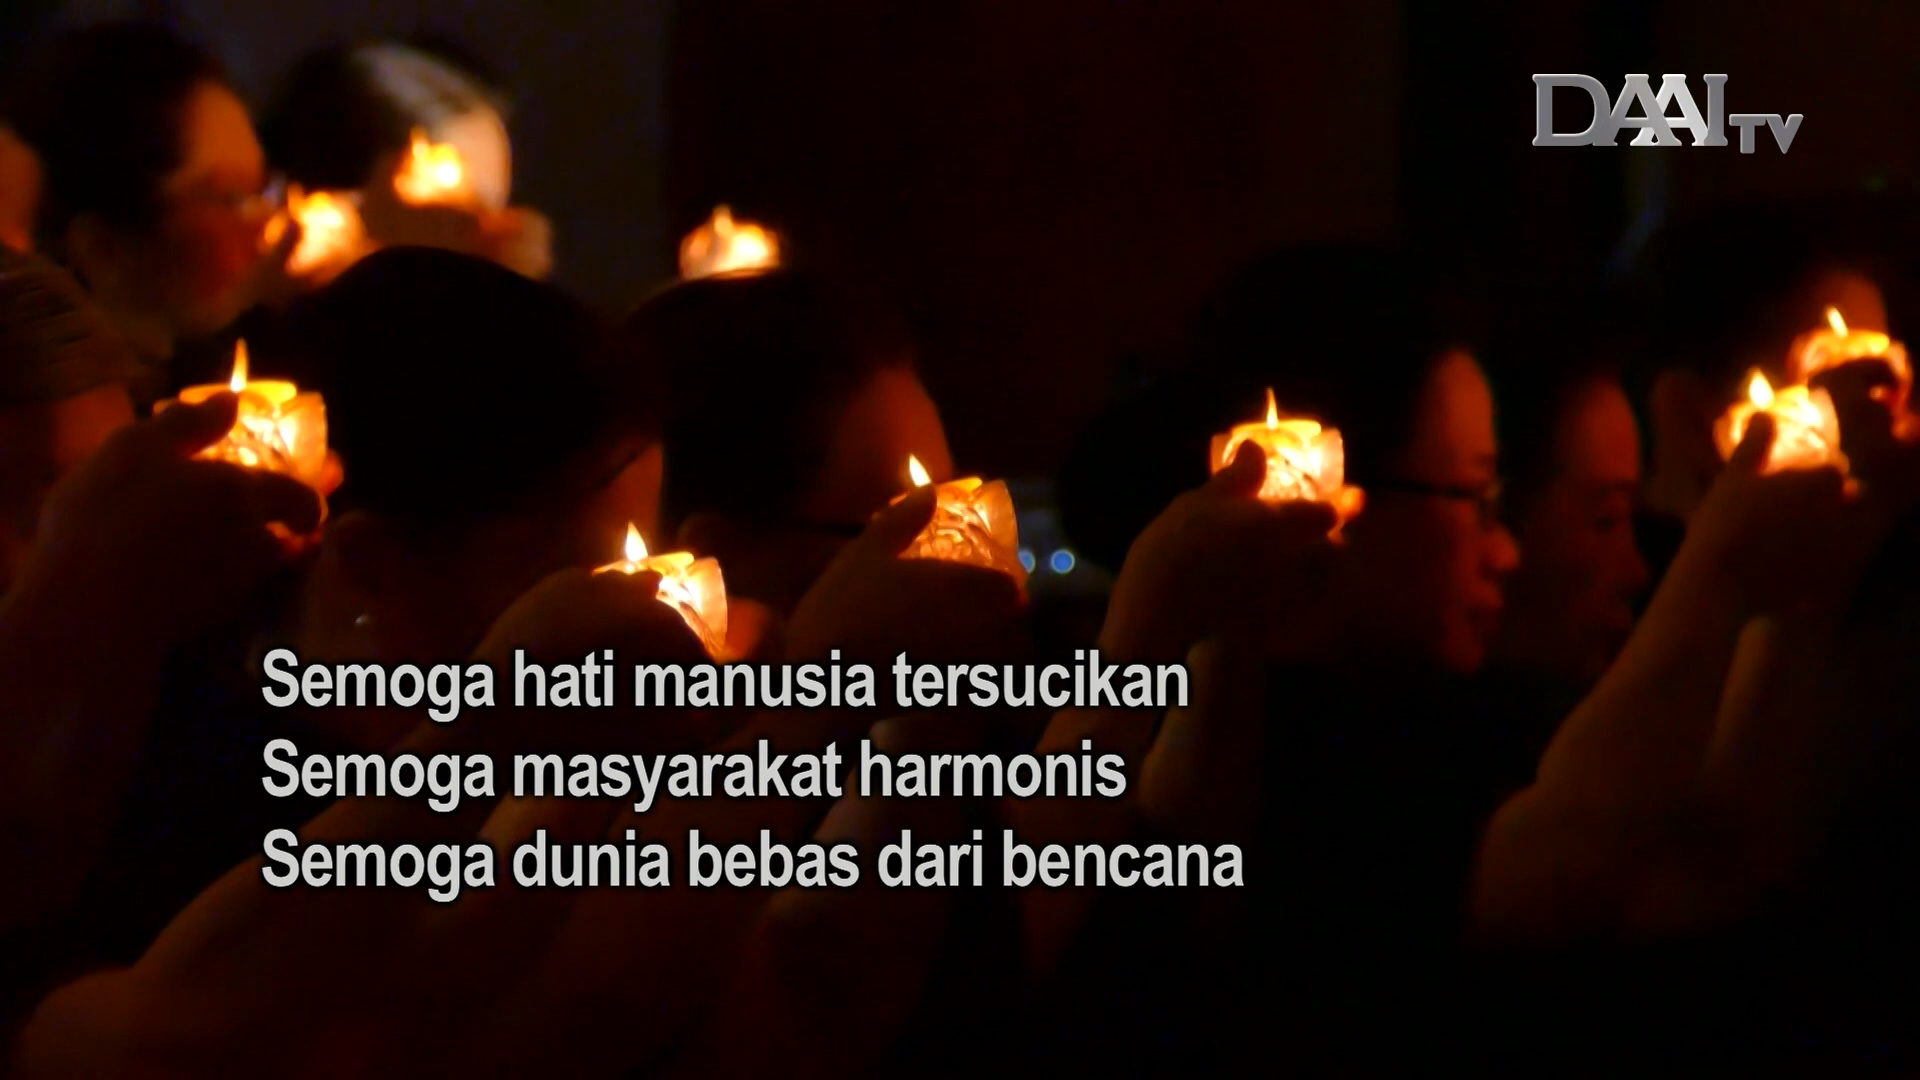 DAAI TV
Semoga hati manusia tersucikan
Semoga masyarakat harmonis
Semoga dunia bebas dari bencana